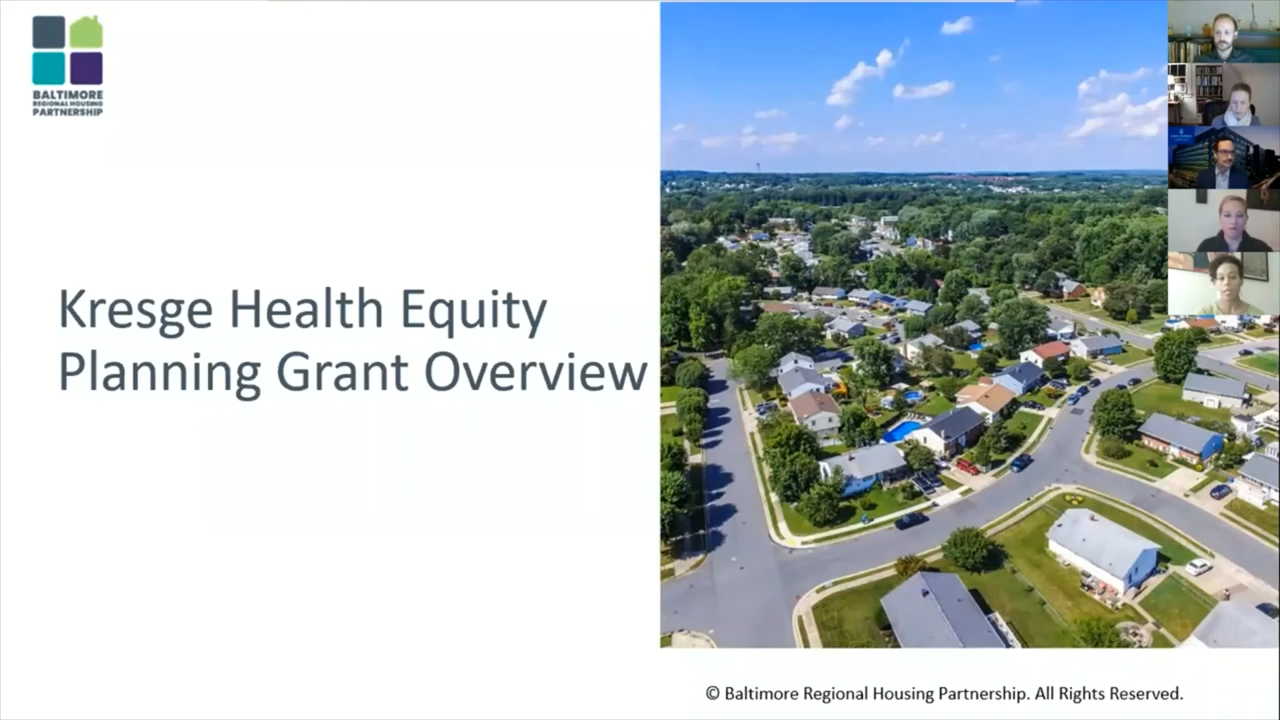 BALTIMORE
REGIONAL HOUSING
PARTNERSHIP
Kresge Health Equity
Planning Grant Overview
© Baltimore Regional Housing Partnership. All Rights Reserved.